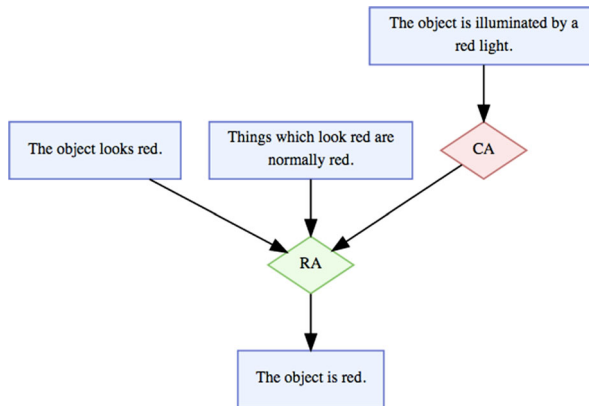 The object is illuminated by a
red light.
The object looks red.
Things which look red are
normally red.
CA
RA
The object is red.